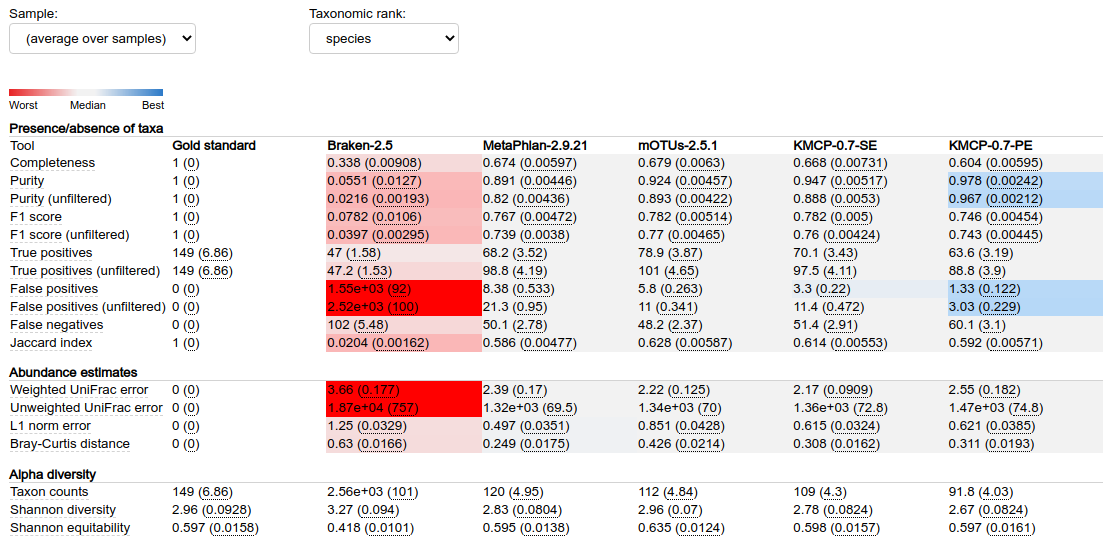 Sample: Taxonomic rank:
(average over samples) species
Worst Median Best
Presence/absence of taxa
Tool Gold standard Braken-2.5 MetaPhlan-2.9.21 mOTUs-2.5.1 KMCP-0.7-SE KMCP-0.7-PE
Completeness 1 (0) 0.338 (0.00908) 0.674 (0.00597) 0.679 (0.0063) 0.668 (0.00731) 0.604 (0.00595)
Purity 1 (0) 0.0551 (0.0127) 0.891 (0.00446) 0.924 (0.00457) 0.947 (0.00517) 0.978 (0.00242)
Purity (unfiltered) 1 (0) 0.0216 (0.00193) 0.82 (0.00436) 0.893 (0.00422) 0.888 (0.0053) 0.967 (0.00212)
F1 score 1 (0) 0.0782 (0.0106) 0.767 (0.00472) 0.782 (0.00514) 0.782 (0.005) 0.746 (0.00454)
F1 score (unfiltered) 1 (0) 0.0397 (0.00295) 0.739 (0.0038) 0.77 (0.00465) 0.76 (0.00424) 0.743 (0.00445)
True positives 149 (6.86) 47 (1.58) 68.2 (3.52) 78.9 (3.87) 70.1 (3.43) 63.6 (3.19)
True positives (unfiltered) 149 (6.86) 47.2 (1.53) 98.8 (4.19) 101 (4.65) 97.5 (4.11) 88.8 (3.9)
False positives 0 (0) 1.55e+03 (92) 8.38 (0.533) 5.8 (0.263) 3.3 (0.22) 1.33 (0.122)
False positives (unfiltered) 0 (0) 2.52e+03 (100) 21.3 (0.95) 11 (0.341) 11.4 (0.472) 3.03 (0.229)
False negatives 0 (0) 102 (5.48) 50.1 (2.78) 48.2 (2.37) 51.4 (2.91) 60.1 (3.1)
Jaccard index 1 (0) 0.0204 (0.00162) 0.586 (0.00477) 0.628 (0.00587) 0.614 (0.00553) 0.592 (0.00571)
Abundance estimates
Weighted UniFrac error 0 (0) 3.66 (0.177) 2.39 (0.17) 2.22 (0.125) 2.17 (0.0909) 2.55 (0.182)
Unweighted UniFrac error 0 (0) 1.87e+04 (757) 1.32e+03 (69.5) 1.34e+03 (70) 1.36e+03 (72.8) 1.47e+03 (74.8)
L1 norm error 0 (0) 1.25 (0.0329) 0.497 (0.0351) 0.851 (0.0428) 0.615 (0.0324) 0.621 (0.0385)
Bray-Curtis distance 0 (0) 0.63 (0.0166) 0.249 (0.0175) 0.426 (0.0214) 0.308 (0.0162) 0.311 (0.0193)
Alpha diversity
Taxon counts 149 (6.86) 2.56e+03 (101) 120 (4.95) 112 (4.84) 109 (4.3) 91.8 (4.03)
Shannon diversity 2.96 (0.0928) 3.27 (0.094) 2.83 (0.0804) 2.96 (0.07) 2.78 (0.0824) 2.67 (0.0824)
Shannon equitability 0.597 (0.0158) 0.418 (0.0101) 0.595 (0.0138) 0.635 (0.0124) 0.598 (0.0157) 0.597 (0.0161)